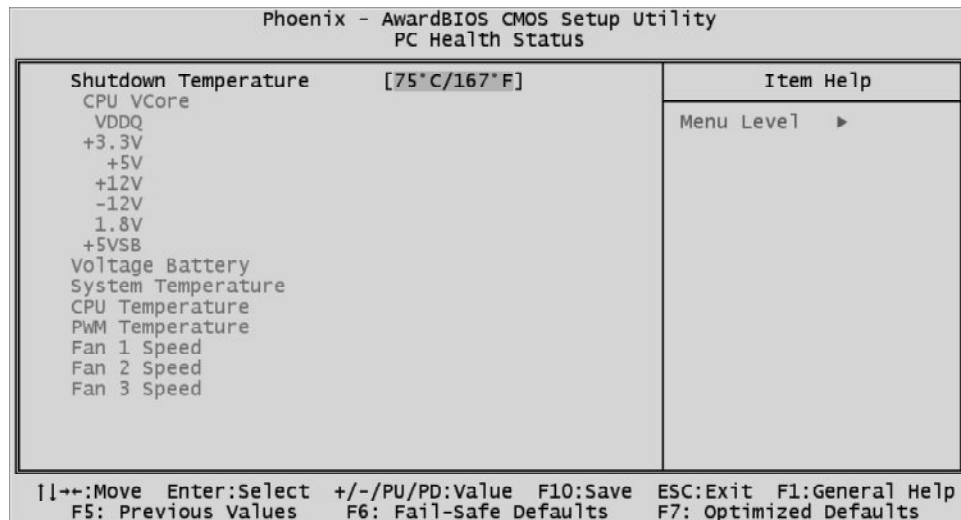 Phoenix - AwardBIOS CMOS Setup Utility
PC Health Status
Shutdown Temperature [75°C/167°F]
CPU VCore
VDDQ
+3.3V
+5V
+12V
-12V
1.8V
+5VSB
Voltage Battery
System Temperature
CPU Temperature
PWM Temperature
Fan 1 Speed
Fan 2 Speed
Fan 3 Speed
Item Help
Menu Level ►
↑↓→←:Move Enter:Select +/-/PU/PD:Value F10:Save ESC:Exit F1:General Help
F5: Previous Values F6: Fail-Safe Defaults F7: Optimized Defaults